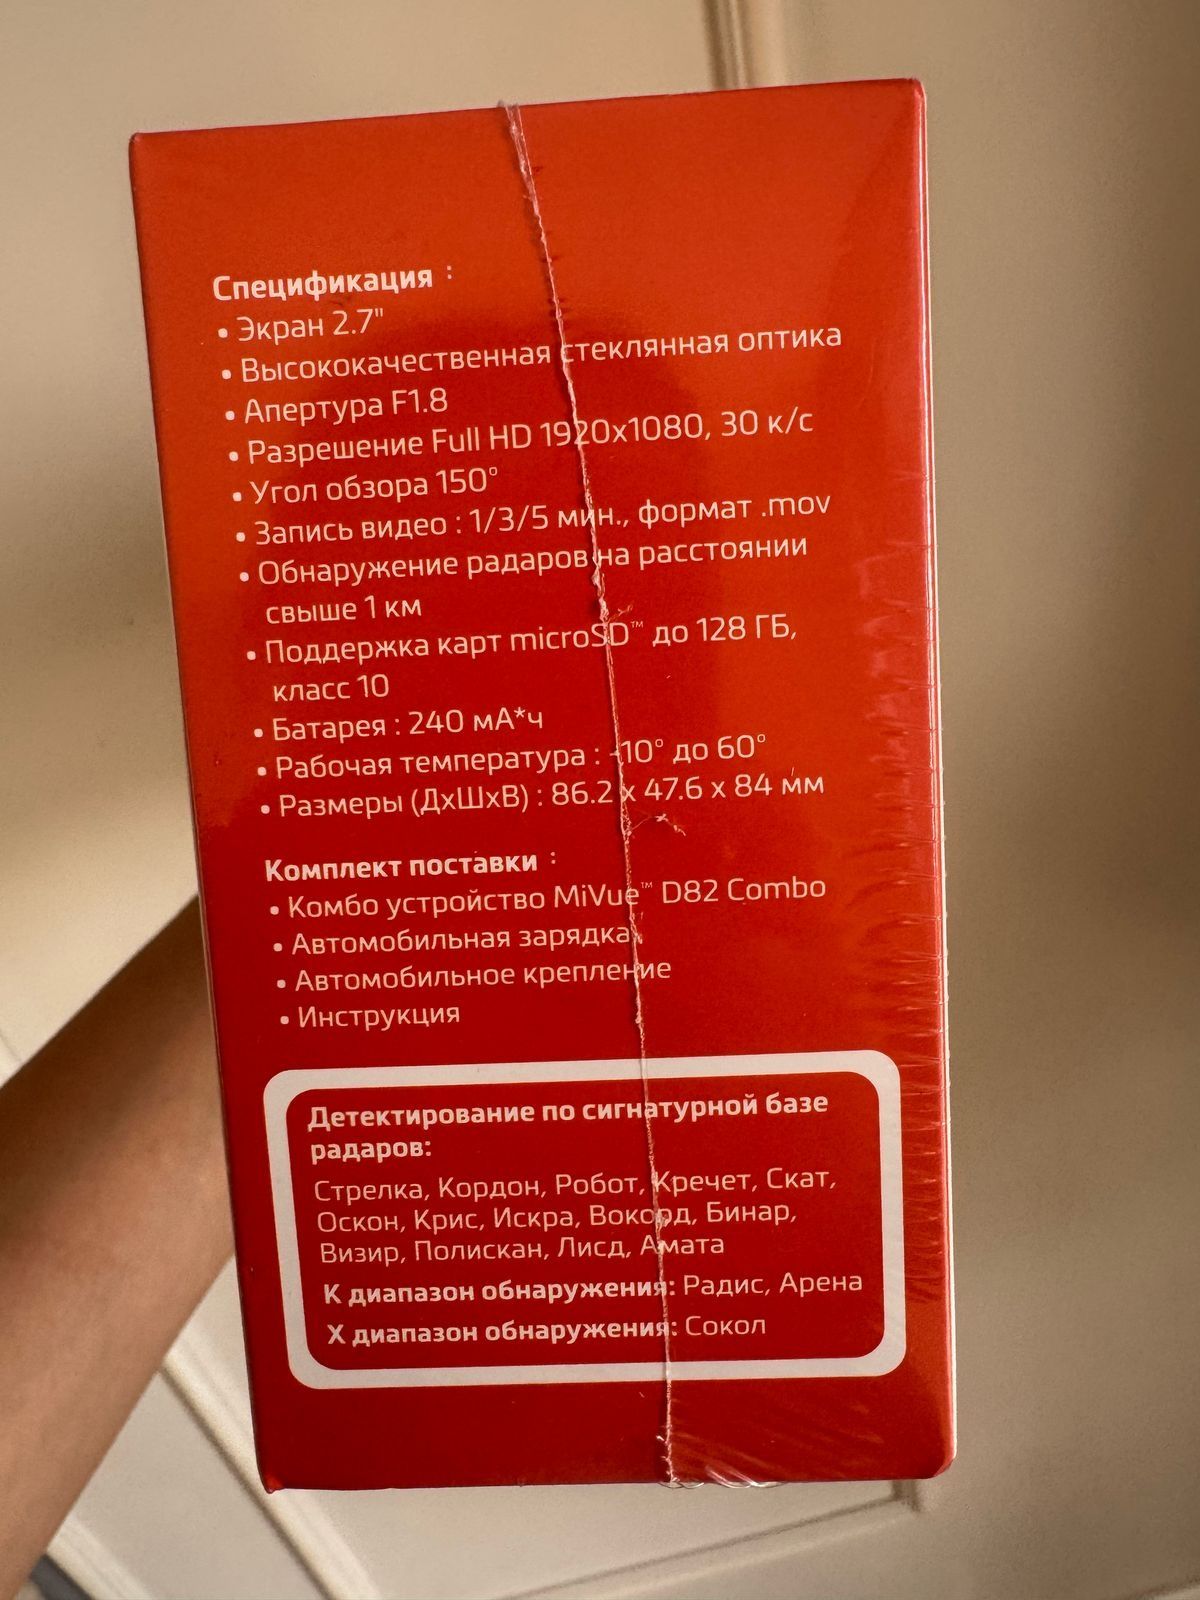 Спецификация :
• Экран 2.7"
• Высококачественная стеклянная оптика
• Апертура F1.8
• Разрешение Full HD 1920x1080, 30 к/с
• Угол обзора 150°
• Запись видео : 1/3/5 мин., формат .mov
• Обнаружение радаров на расстоянии
свыше 1 км
• Поддержка карт microSD™ до 128 ГБ,
класс 10
• Батарея : 240 мА*ч
• Рабочая температура : -10° до 60°
• Размеры (ДxШxВ) : 86.2 x 47.6 x 84 мм
Комплект поставки :
• Комбо устройство MiVue™ D82 Combo
• Автомобильная зарядка
• Автомобильное крепление
• Инструкция
Детектирование по сигнатурной базе
радаров:
Стрелка, Кордон, Робот, Кречет, Скат,
Оскон, Крис, Искра, Вокорд, Бинар,
Визир, Полискан, Лисд, Амата
К диапазон обнаружения: Радис, Арена
X диапазон обнаружения: Сокол